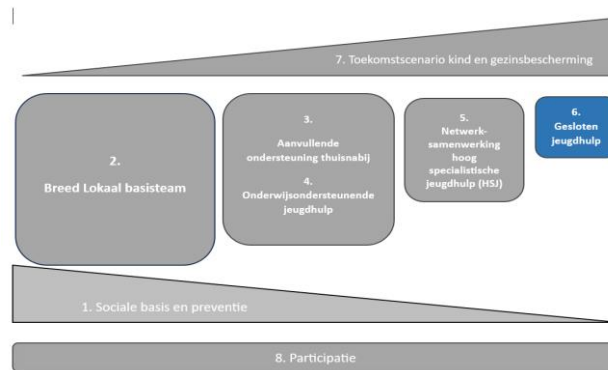 7. Toekomstscenario kind en gezinsbescherming
2.
Breed Lokaal basisteam
3.
Aanvullende
ondersteuning thuisnabij
4.
Onderwijsondersteunende
jeugdhulp
5.
Netwerk-
samenwerking
hoog
specialistische
jeugdhulp (HSJ)
6.
Gesloten
jeugdhulp
1. Sociale basis en preventie
8. Participatie